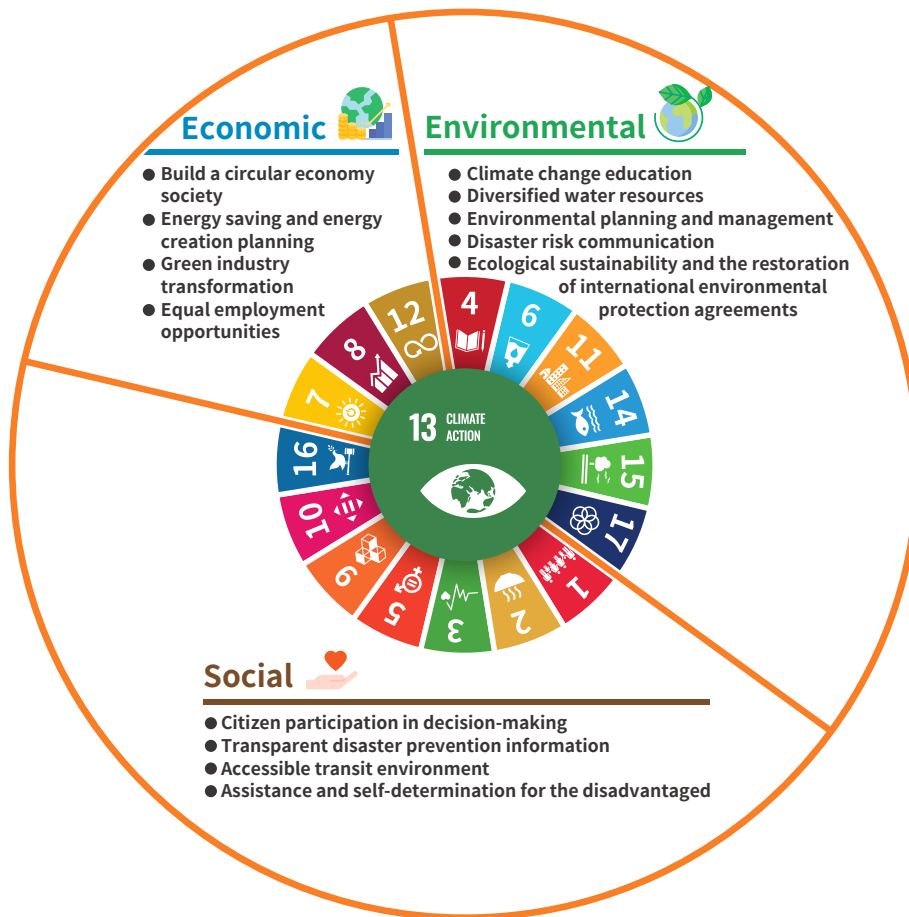 Economic
● Build a circular economy
society
● Energy saving and energy
creation planning
● Green industry
transformation
● Equal employment
opportunities
Environmental
● Climate change education
● Diversified water resources
● Environmental planning and management
● Disaster risk communication
● Ecological sustainability and the restoration
of international environmental
protection agreements
4
6
11
14
15
17
1
2
3
5
9
10
16
7
8
12
13 CLIMATE
ACTION
Social
● Citizen participation in decision-making
● Transparent disaster prevention information
● Accessible transit environment
● Assistance and self-determination for the disadvantaged